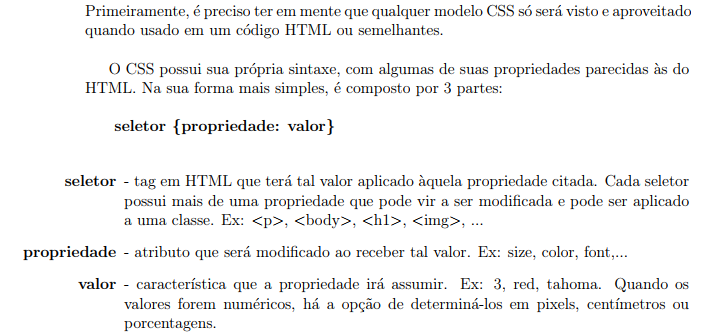 Primeiramente, é preciso ter em mente que qualquer modelo CSS só será visto e aproveitado
quando usado em um código HTML ou semelhantes.
O CSS possui sua própria sintaxe, com algumas de suas propriedades parecidas às do
HTML. Na sua forma mais simples, é composto por 3 partes:
seletor {propriedade: valor}
seletor - tag em HTML que terá tal valor aplicado àquela propriedade citada. Cada seletor
possui mais de uma propriedade que pode vir a ser modificada e pode ser aplicado
a uma classe. Ex: <p>, <body>, <h1>, <img>, ...
propriedade - atributo que será modificado ao receber tal valor. Ex: size, color, font,...
valor - característica que a propriedade irá assumir. Ex: 3, red, tahoma. Quando os
valores forem numéricos, há a opção de determiná-los em pixels, centímetros ou
porcentagens.